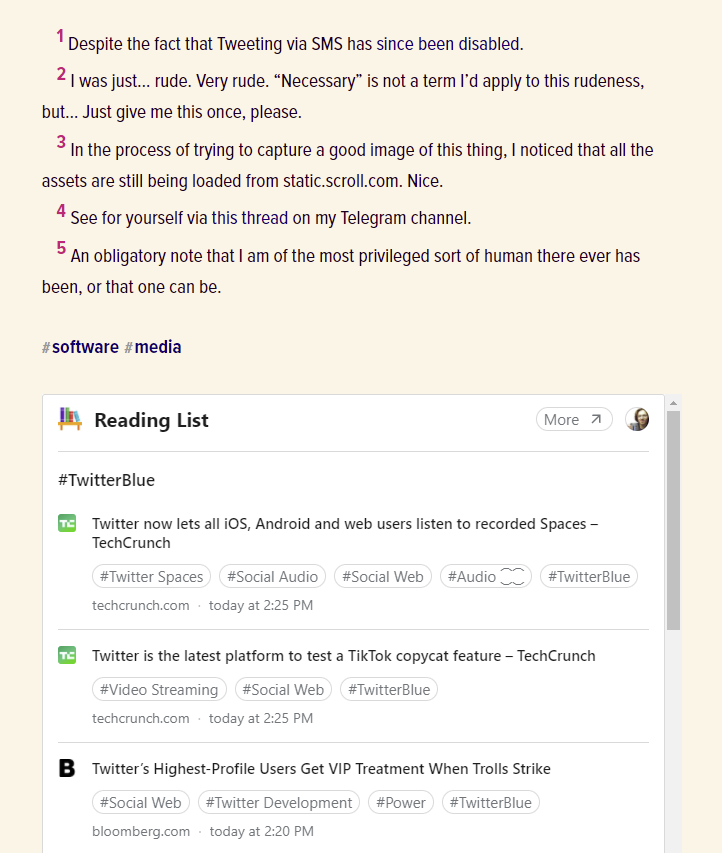 1 Despite the fact that Tweeting via SMS has since been disabled.
2 I was just… rude. Very rude. “Necessary” is not a term I’d apply to this rudeness,
but… Just give me this once, please.
3 In the process of trying to capture a good image of this thing, I noticed that all the
assets are still being loaded from static.scroll.com. Nice.
4 See for yourself via this thread on my Telegram channel.
5 An obligatory note that I am of the most privileged sort of human there ever has
been, or that one can be.
#software #media
Reading List
More
#TwitterBlue
TC
Twitter now lets all iOS, Android and web users listen to recorded Spaces –
TechCrunch
#Twitter Spaces #Social Audio #Social Web #Audio #TwitterBlue
techcrunch.com · today at 2:25 PM
TC
Twitter is the latest platform to test a TikTok copycat feature – TechCrunch
#Video Streaming #Social Web #TwitterBlue
techcrunch.com · today at 2:25 PM
B
Twitter’s Highest-Profile Users Get VIP Treatment When Trolls Strike
#Social Web #Twitter Development #Power #TwitterBlue
bloomberg.com · today at 2:20 PM